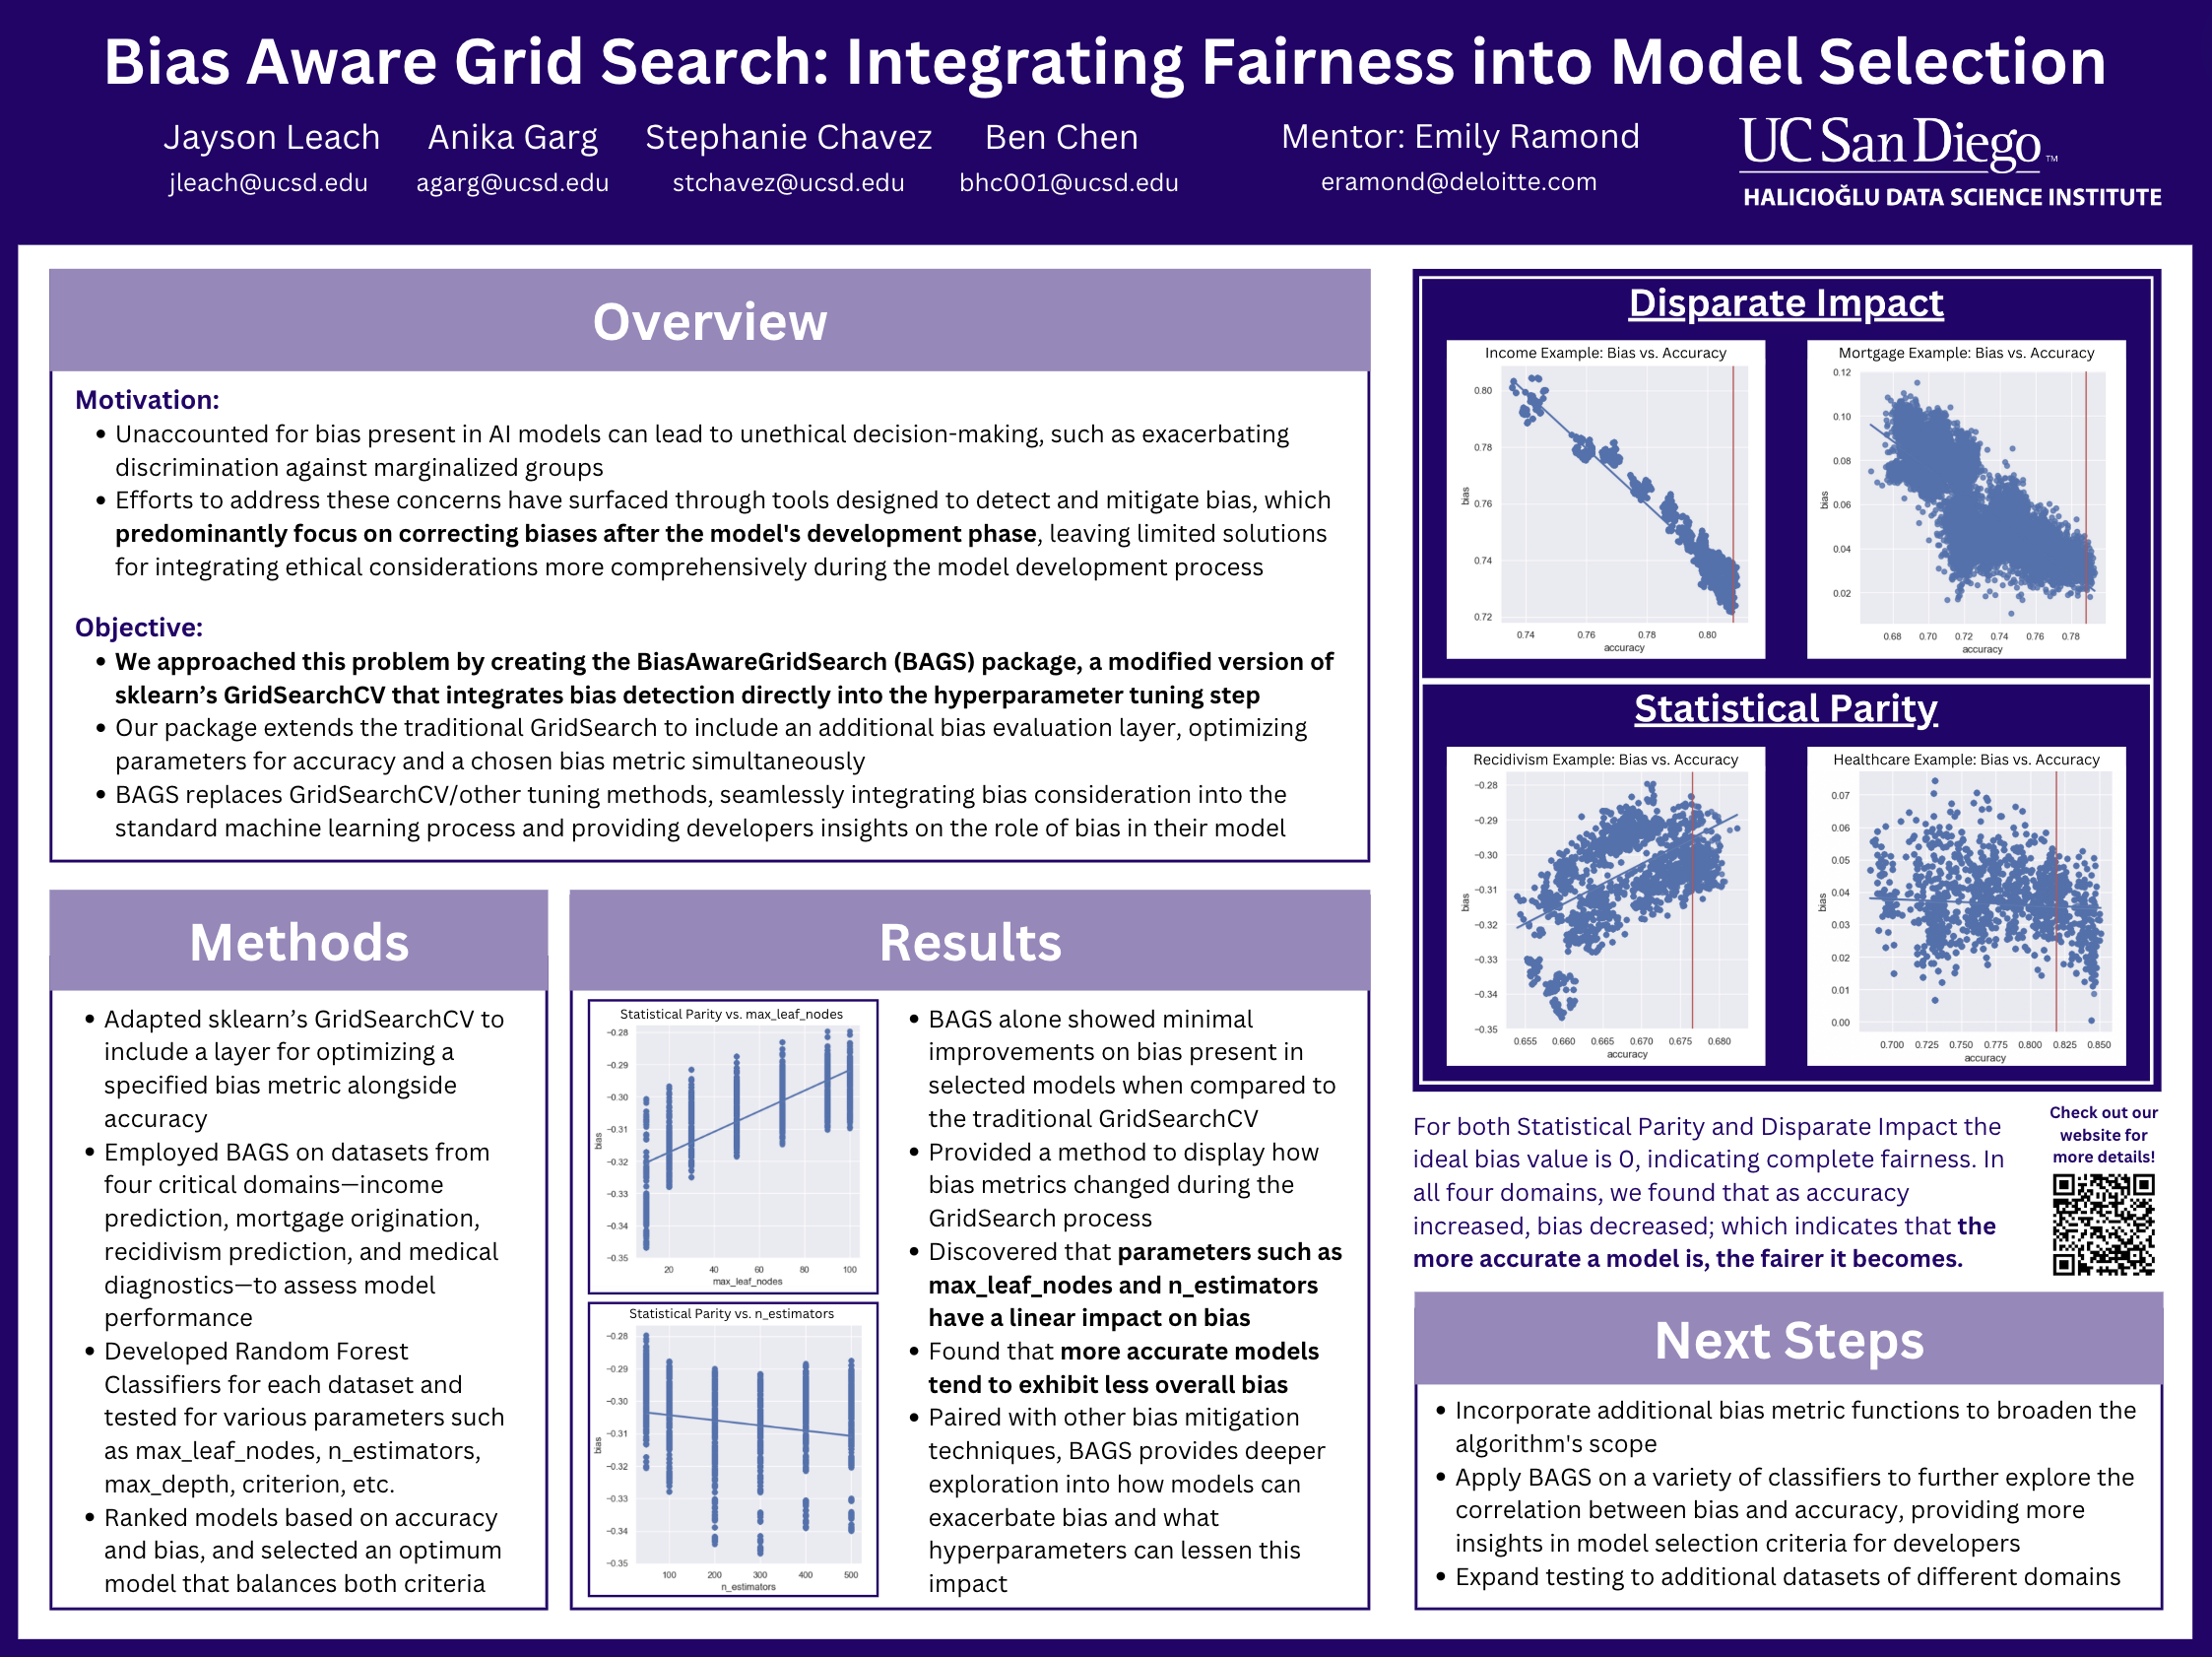 Bias Aware Grid Search: Integrating Fairness into Model Selection
Jayson Leach
jleach@ucsd.edu
Anika Garg
agarg@ucsd.edu
Stephanie Chavez
stchavez@ucsd.edu
Ben Chen
bhc001@ucsd.edu
Mentor: Emily Ramond
eramond@deloitte.com
UC San Diego ™
HALICIOĞLU DATA SCIENCE INSTITUTE
Overview
Motivation:
• Unaccounted for bias present in AI models can lead to unethical decision-making, such as exacerbating
discrimination against marginalized groups
• Efforts to address these concerns have surfaced through tools designed to detect and mitigate bias, which
predominantly focus on correcting biases after the model's development phase, leaving limited solutions
for integrating ethical considerations more comprehensively during the model development process
Objective:
• We approached this problem by creating the BiasAwareGridSearch (BAGS) package, a modified version of
sklearn’s GridSearchCV that integrates bias detection directly into the hyperparameter tuning step
• Our package extends the traditional GridSearch to include an additional bias evaluation layer, optimizing
parameters for accuracy and a chosen bias metric simultaneously
• BAGS replaces GridSearchCV/other tuning methods, seamlessly integrating bias consideration into the
standard machine learning process and providing developers insights on the role of bias in their model
Methods
• Adapted sklearn’s GridSearchCV to
include a layer for optimizing a
specified bias metric alongside
accuracy
• Employed BAGS on datasets from
four critical domains—income
prediction, mortgage origination,
recidivism prediction, and medical
diagnostics—to assess model
performance
• Developed Random Forest
Classifiers for each dataset and
tested for various parameters such
as max_leaf_nodes, n_estimators,
max_depth, criterion, etc.
• Ranked models based on accuracy
and bias, and selected an optimum
model that balances both criteria
Results
Statistical Parity vs. max_leaf_nodes
−0.28
−0.29
−0.30
−0.31
−0.32
−0.33
−0.34
−0.35
bias
20 40 60 80 100
max_leaf_nodes
Statistical Parity vs. n_estimators
−0.28
−0.29
−0.30
−0.31
−0.32
−0.33
−0.34
−0.35
bias
100 200 300 400 500
n_estimators
• BAGS alone showed minimal
improvements on bias present in
selected models when compared to
the traditional GridSearchCV
• Provided a method to display how
bias metrics changed during the
GridSearch process
• Discovered that parameters such as
max_leaf_nodes and n_estimators
have a linear impact on bias
• Found that more accurate models
tend to exhibit less overall bias
• Paired with other bias mitigation
techniques, BAGS provides deeper
exploration into how models can
exacerbate bias and what
hyperparameters can lessen this
impact
Disparate Impact
Income Example: Bias vs. Accuracy
0.80
0.78
0.76
0.74
0.72
bias
0.74 0.76 0.78 0.80
accuracy
Mortgage Example: Bias vs. Accuracy
0.12
0.10
0.08
0.06
0.04
0.02
bias
0.68 0.70 0.72 0.74 0.76 0.78
accuracy
Statistical Parity
Recidivism Example: Bias vs. Accuracy
−0.28
−0.29
−0.30
−0.31
−0.32
−0.33
−0.34
−0.35
bias
0.655 0.660 0.665 0.670 0.675 0.680
accuracy
Healthcare Example: Bias vs. Accuracy
0.07
0.06
0.05
0.04
0.03
0.02
0.01
0.00
bias
0.700 0.725 0.750 0.775 0.800 0.825 0.850
accuracy
For both Statistical Parity and Disparate Impact the
ideal bias value is 0, indicating complete fairness. In
all four domains, we found that as accuracy
increased, bias decreased; which indicates that the
more accurate a model is, the fairer it becomes.
Check out our
website for
more details!
Next Steps
• Incorporate additional bias metric functions to broaden the
algorithm's scope
• Apply BAGS on a variety of classifiers to further explore the
correlation between bias and accuracy, providing more
insights in model selection criteria for developers
• Expand testing to additional datasets of different domains